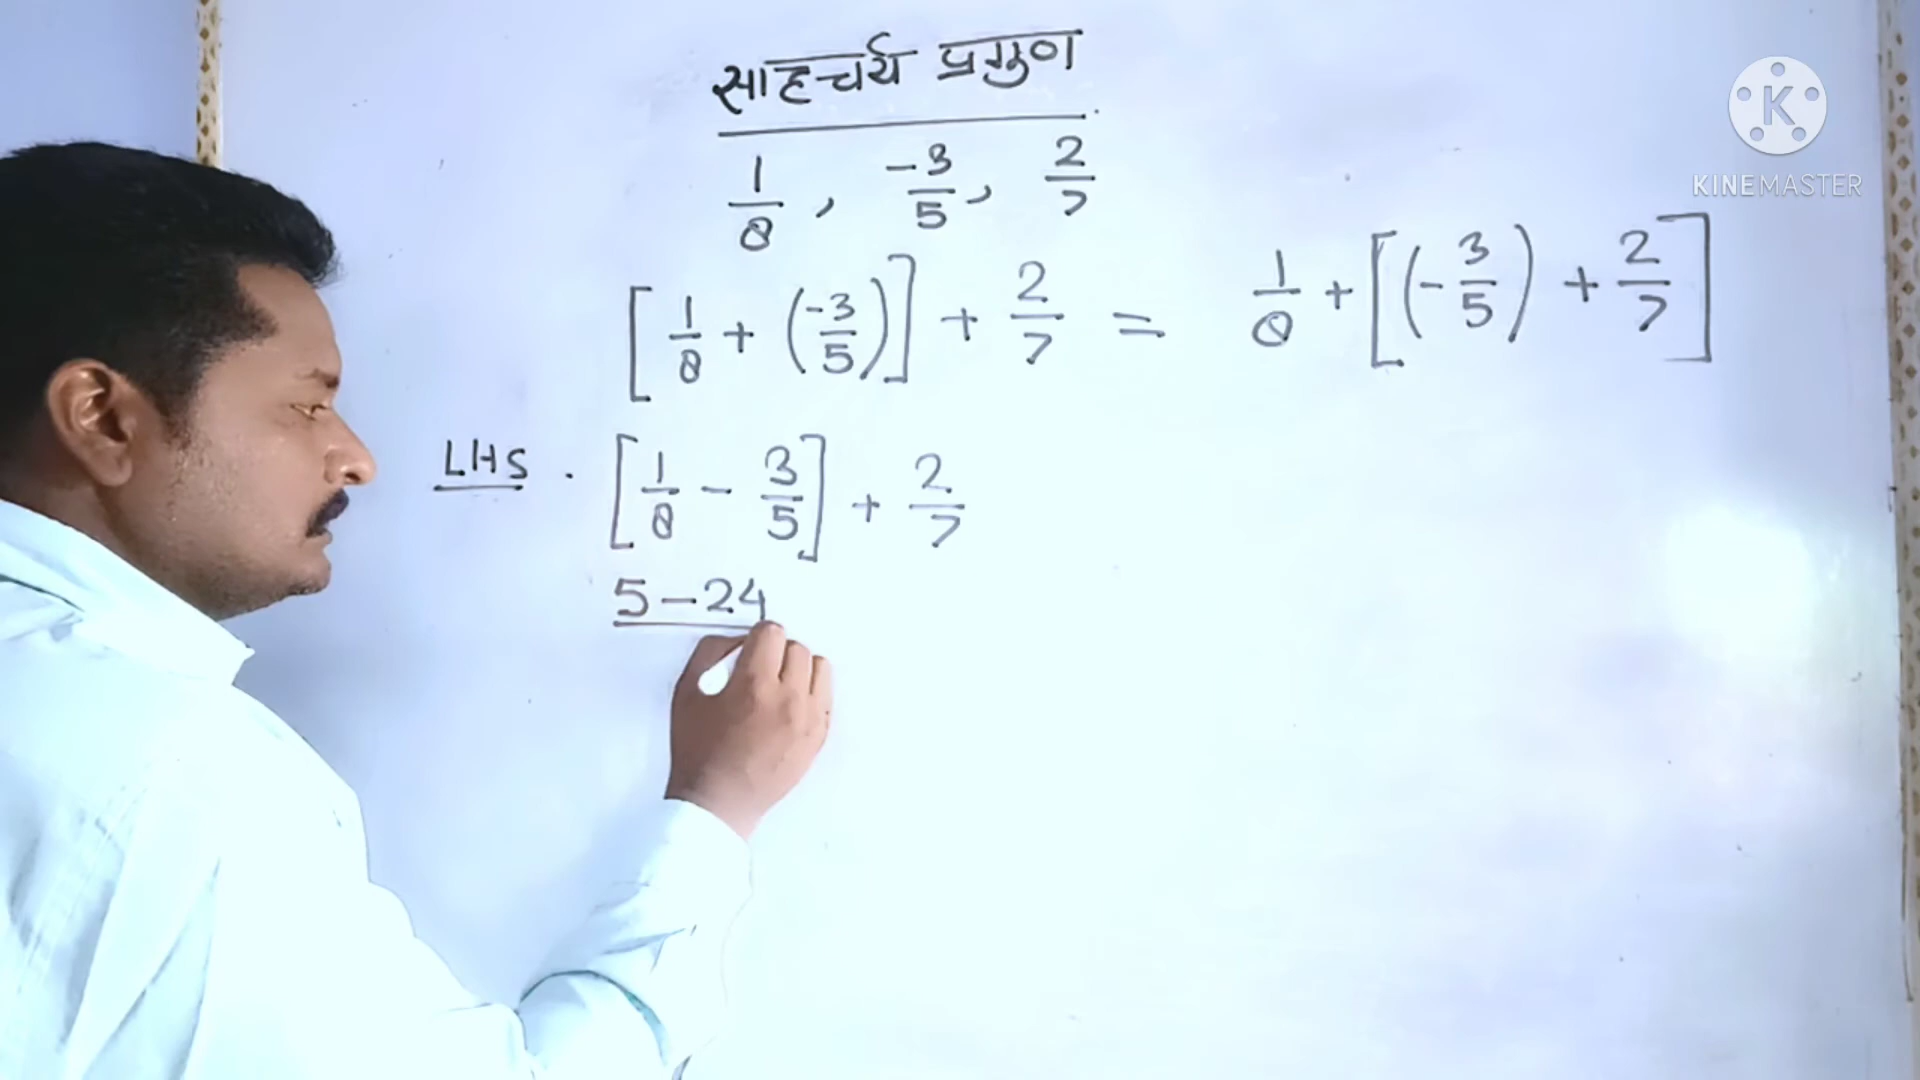 साहचर्य प्रगुण
1/8 , -3/5 , 2/7
[1/8 + (-3/5)] + 2/7 = 1/8 + [(-3/5) + 2/7]
LHS . [1/8 - 3/5] + 2/7
5-24
K
KINEMASTER